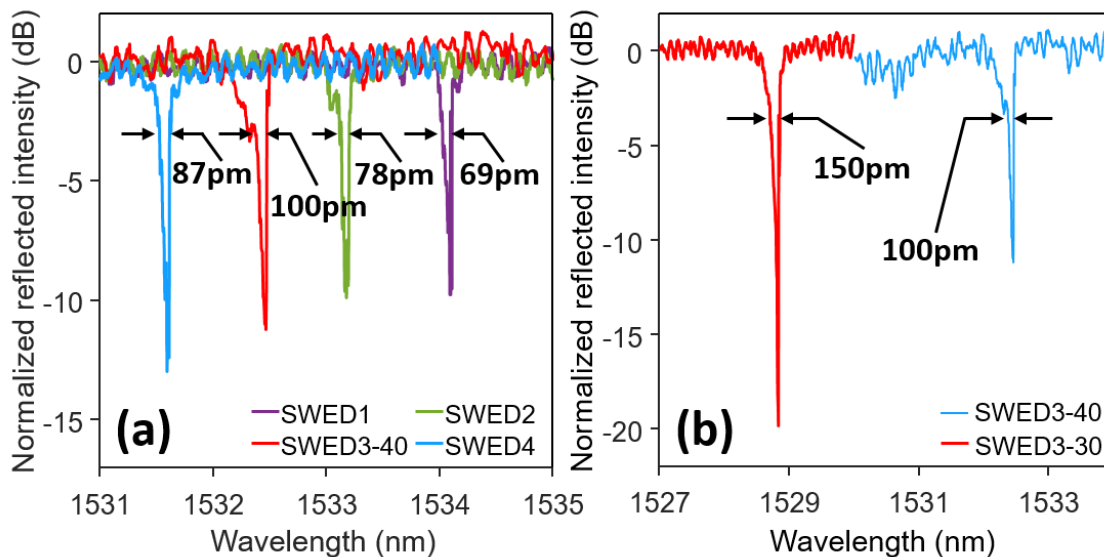 Normalized reflected intensity (dB)
0
-5
-10
-15
87pm
100pm
78pm
69pm
(a)
SWED1
SWED2
SWED3-40
SWED4
1531
1532
1533
1534
1535
Wavelength (nm)
Normalized reflected intensity (dB)
0
-5
-10
-15
-20
150pm
100pm
(b)
SWED3-40
SWED3-30
1527
1529
1531
1533
Wavelength (nm)